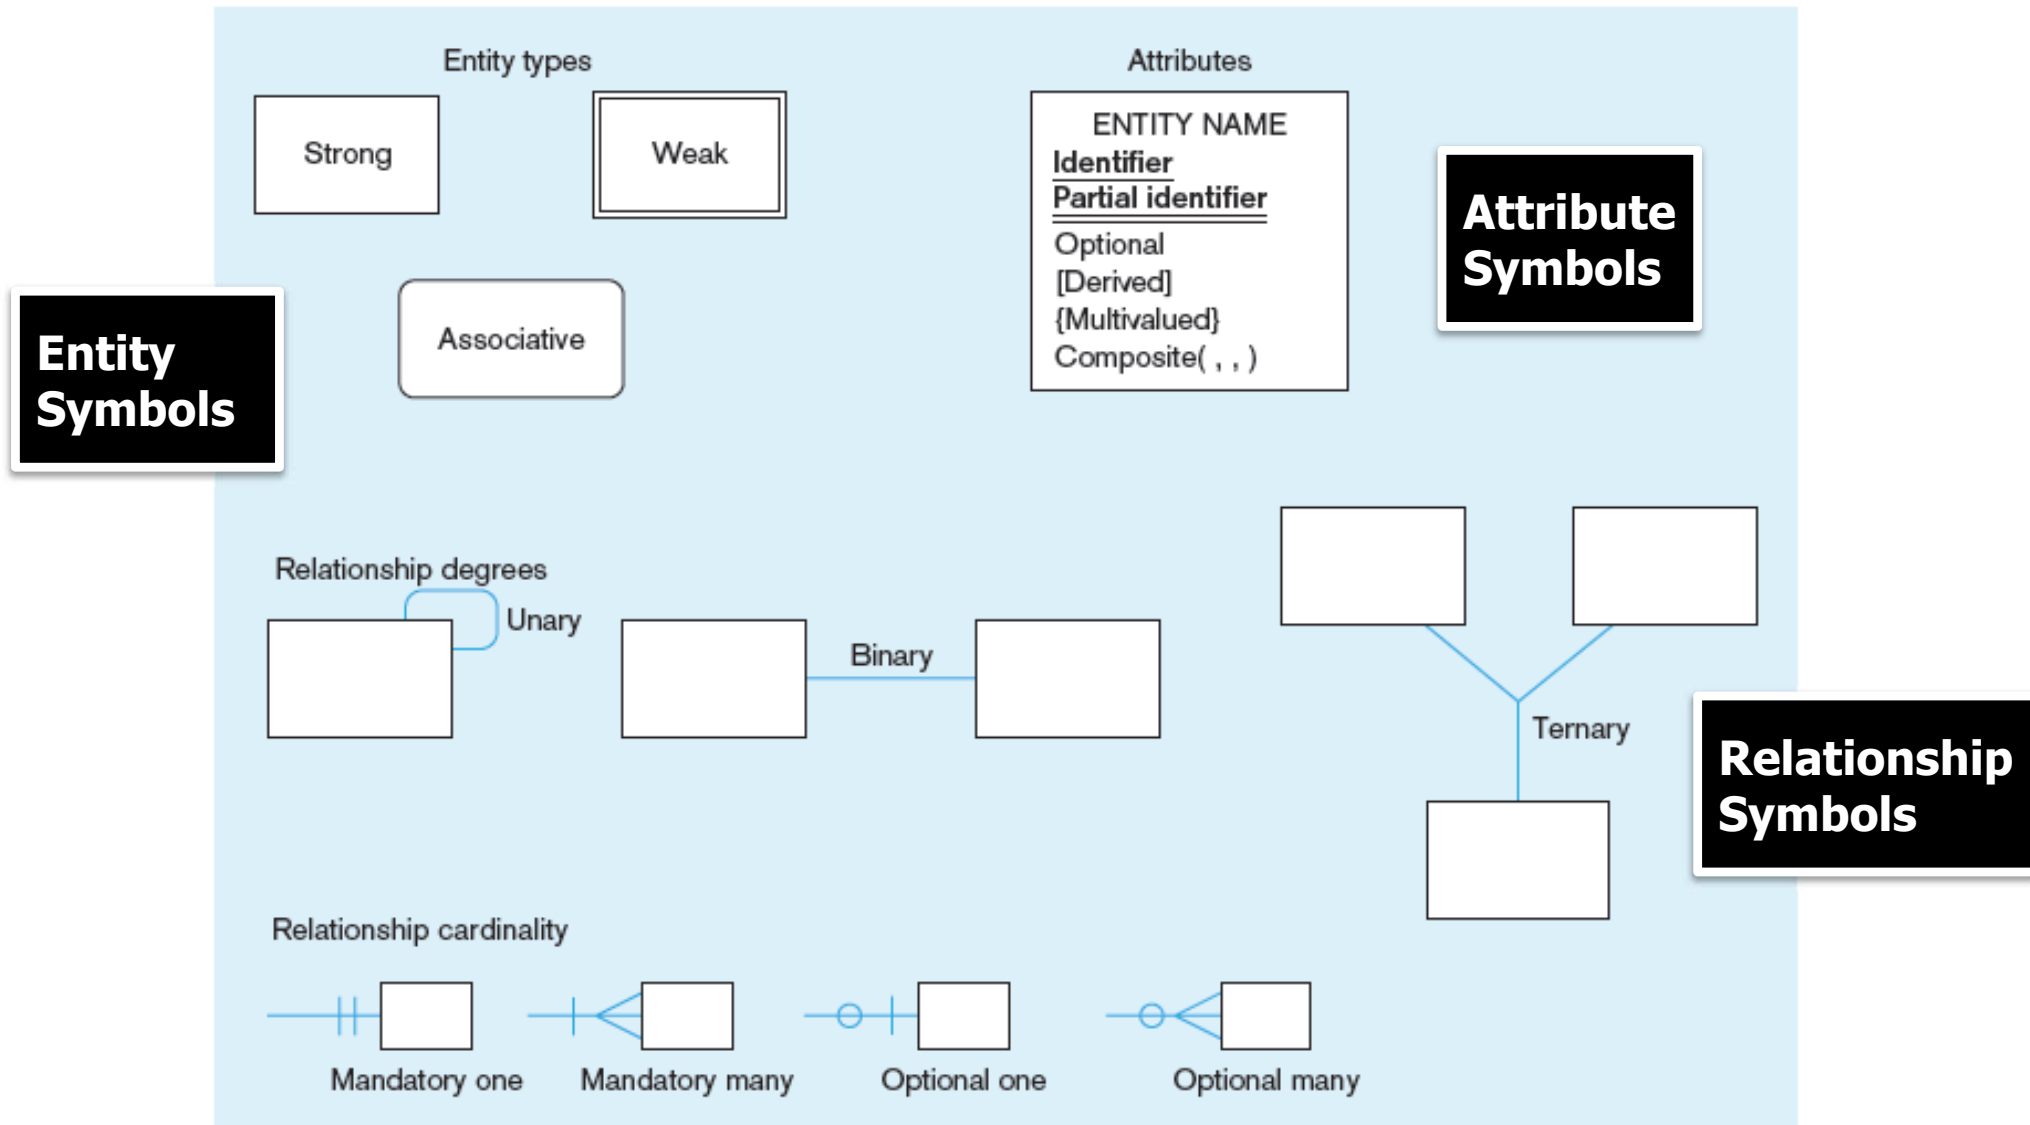 Entity types
Strong
Weak
Associative
Entity
Symbols
Attributes
ENTITY NAME
Identifier
Partial identifier
Optional
[Derived]
{Multivalued}
Composite( , , )
Attribute
Symbols
Relationship degrees
Unary
Binary
Ternary
Relationship
Symbols
Relationship cardinality
Mandatory one
Mandatory many
Optional one
Optional many